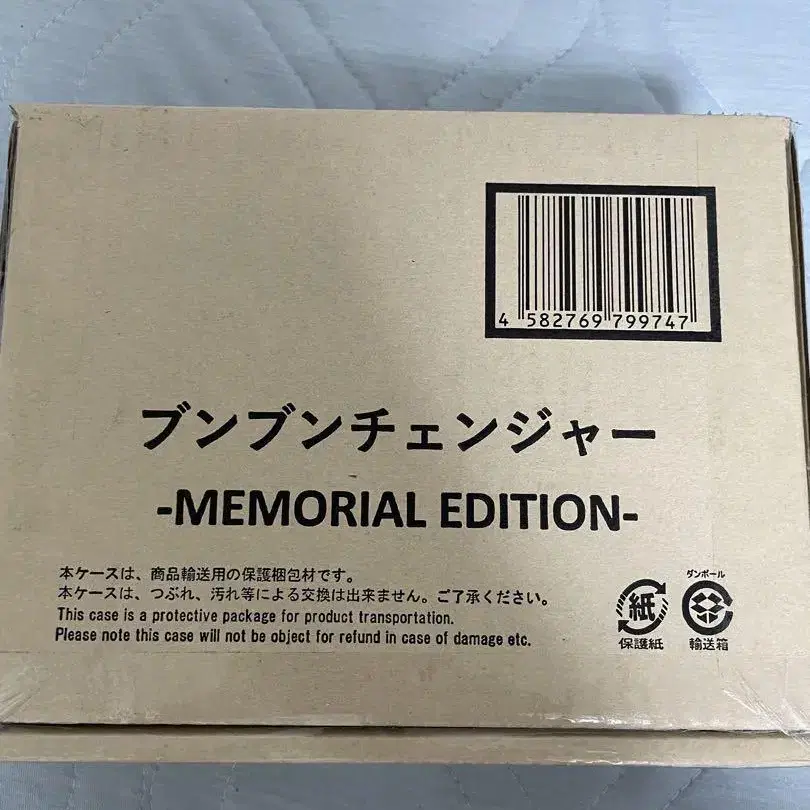 4 582769 799747
ブンブンチェンジャー
-MEMORIAL EDITION-
本ケースは、商品輸送用の保護梱包材です。
本ケースは、つぶれ、汚れ等による交換は出来ません。ご了承ください。
This case is a protective package for product transportation.
Please note this case will not be object for refund in case of damage etc.
紙
保護紙
ダンボール
輸送箱